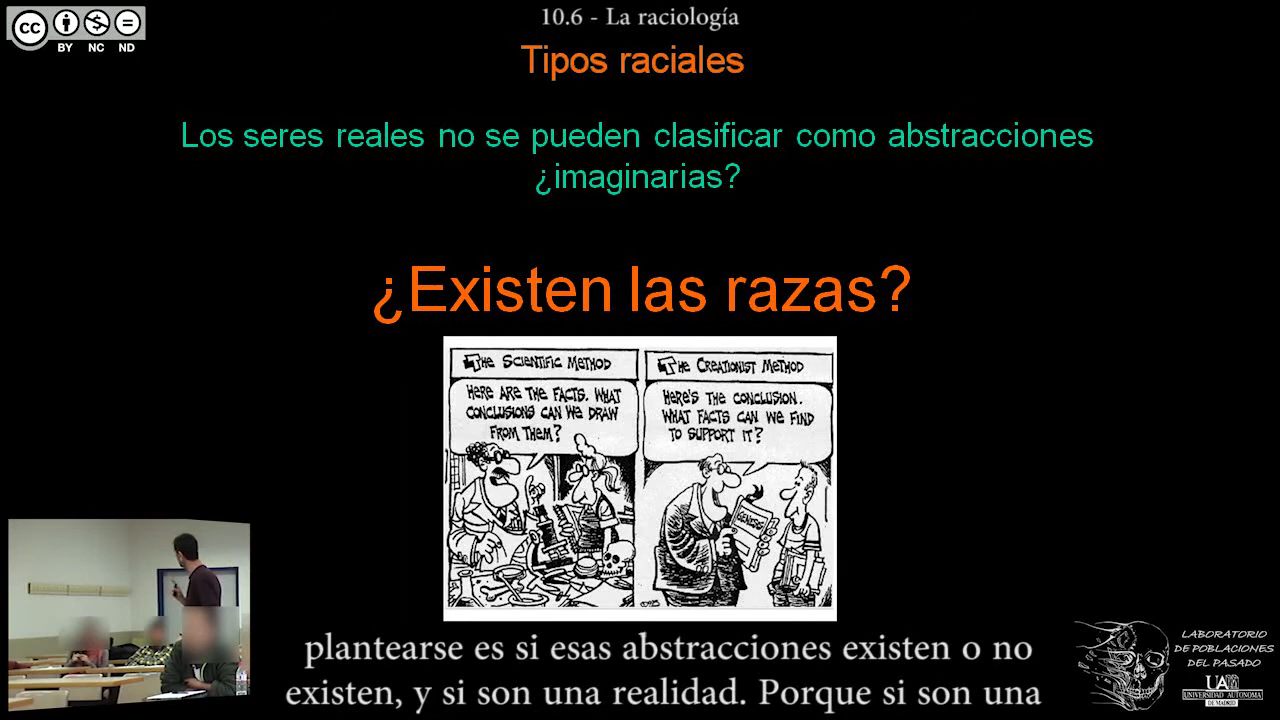 10.6 - La raciología
cc
BY NC ND
Tipos raciales
Los seres reales no se pueden clasificar como abstracciones
¿imaginarias?
¿Existen las razas?
THE SCIENTIFIC METHOD
HERE ARE THE FACTS. WHAT
CONCLUSIONS CAN WE DRAW
FROM THEM?
THE CREATIONIST METHOD
HERE'S THE CONCLUSION.
WHAT FACTS CAN WE FIND
TO SUPPORT IT?
GENESIS
plantearse es si esas abstracciones existen o no
existen, y si son una realidad. Porque si son una
LABORATORIO
DE POBLACIONES
DEL PASADO
UAM
UNIVERSIDAD AUTONOMA
DE MADRID